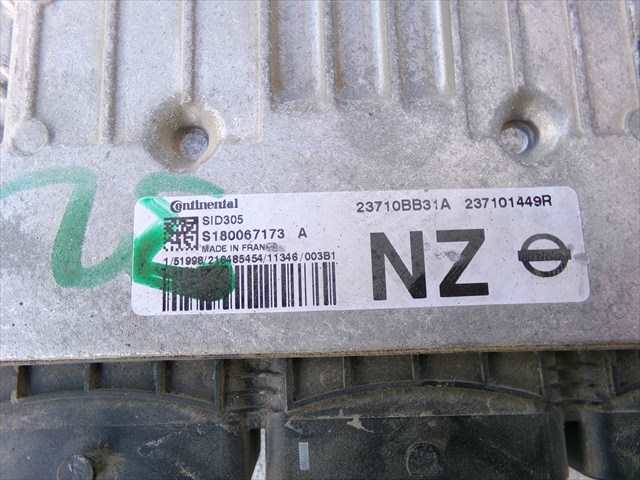 Continental
SID305
S180067173 A
MADE IN FRANCE
1/51998/216485454/11346/003B1
23710BB31A 237101449R
NZ